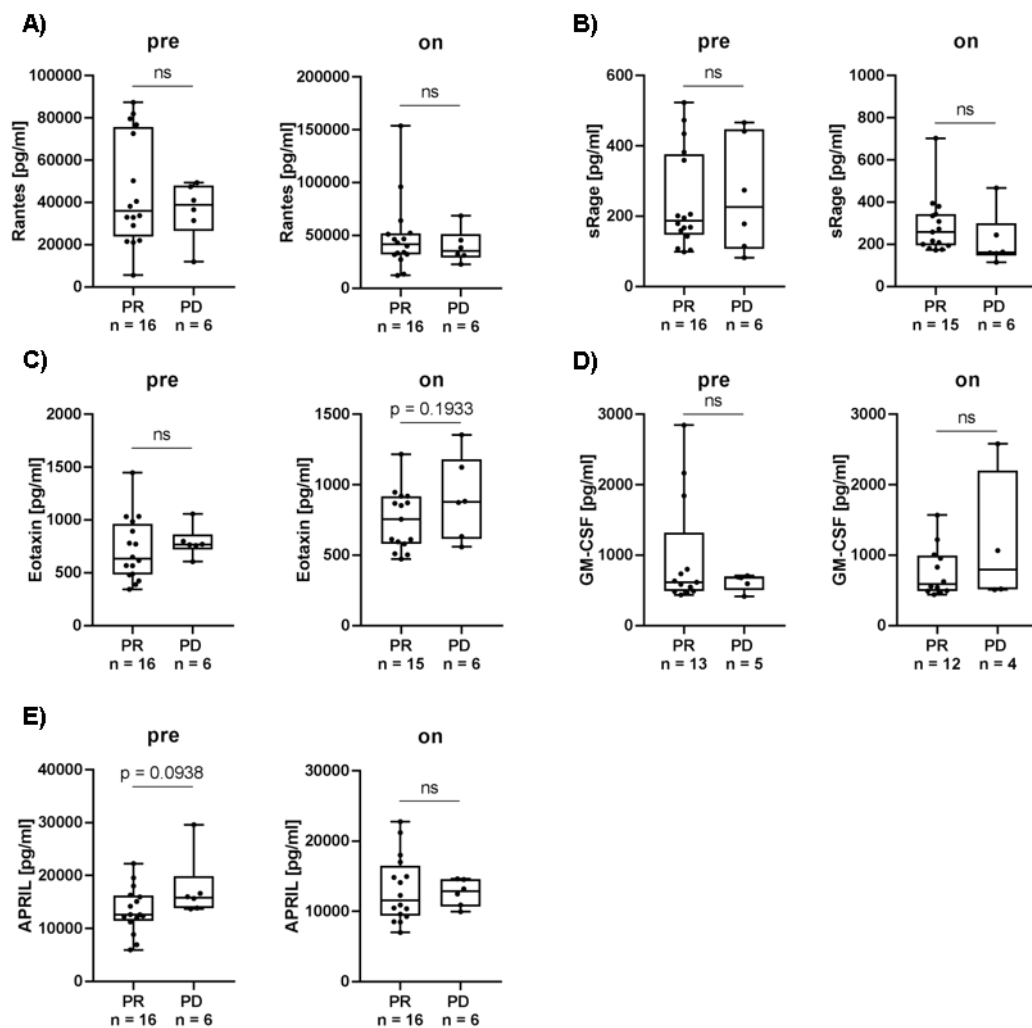 A)
pre
on
Rantes [pg/ml]
100000
80000
60000
40000
20000
0
ns
PR
PD
n = 16
n = 6
Rantes [pg/ml]
200000
150000
100000
50000
0
ns
PR
PD
n = 16
n = 6
B)
pre
on
sRage [pg/ml]
600
400
200
0
ns
PR
PD
n = 16
n = 6
sRage [pg/ml]
1000
800
600
400
200
0
ns
PR
PD
n = 15
n = 6
C)
pre
on
Eotaxin [pg/ml]
2000
1500
1000
500
0
ns
PR
PD
n = 16
n = 6
Eotaxin [pg/ml]
1500
1000
500
0
p = 0.1933
PR
PD
n = 15
n = 6
D)
pre
on
GM-CSF [pg/ml]
3000
2000
1000
0
ns
PR
PD
n = 13
n = 5
GM-CSF [pg/ml]
3000
2000
1000
0
ns
PR
PD
n = 12
n = 4
E)
pre
on
APRIL [pg/ml]
40000
30000
20000
10000
0
p = 0.0938
PR
PD
n = 16
n = 6
APRIL [pg/ml]
30000
20000
10000
0
ns
PR
PD
n = 16
n = 6